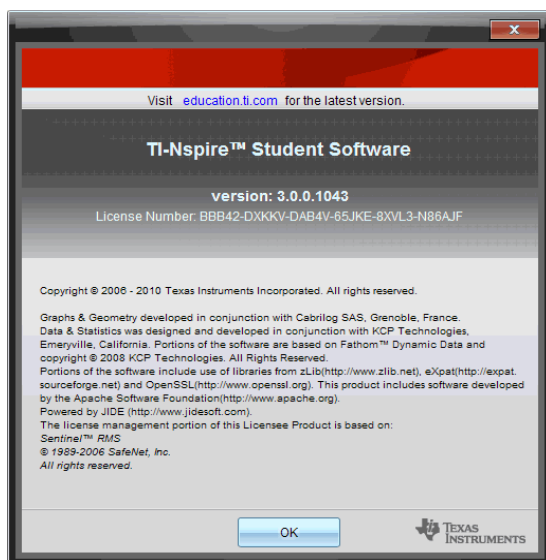 x
Visit education.ti.com for the latest version.
TI-Nspire™ Student Software
version: 3.0.0.1043
License Number: BBB42-DXKKV-DAB4V-65JKE-8XVL3-N86AJF
Copyright © 2006 - 2010 Texas Instruments Incorporated. All rights reserved.
Graphs & Geometry developed in conjunction with Cabrilog SAS, Grenoble, France.
Data & Statistics was designed and developed in conjunction with KCP Technologies,
Emeryville, California. Portions of the software are based on Fathom™ Dynamic Data and
copyright © 2008 KCP Technologies. All Rights Reserved.
Portions of the software include use of libraries from zLib(http://www.zlib.net), eXpat(http://expat.
sourceforge.net) and OpenSSL(http://www.openssl.org). This product includes software developed
by the Apache Software Foundation(http://www.apache.org).
Powered by JIDE (http://www.jidesoft.com).
The license management portion of this Licensee Product is based on:
Sentinel™ RMS
© 1989-2006 SafeNet, Inc.
All rights reserved.
OK
TEXAS
INSTRUMENTS